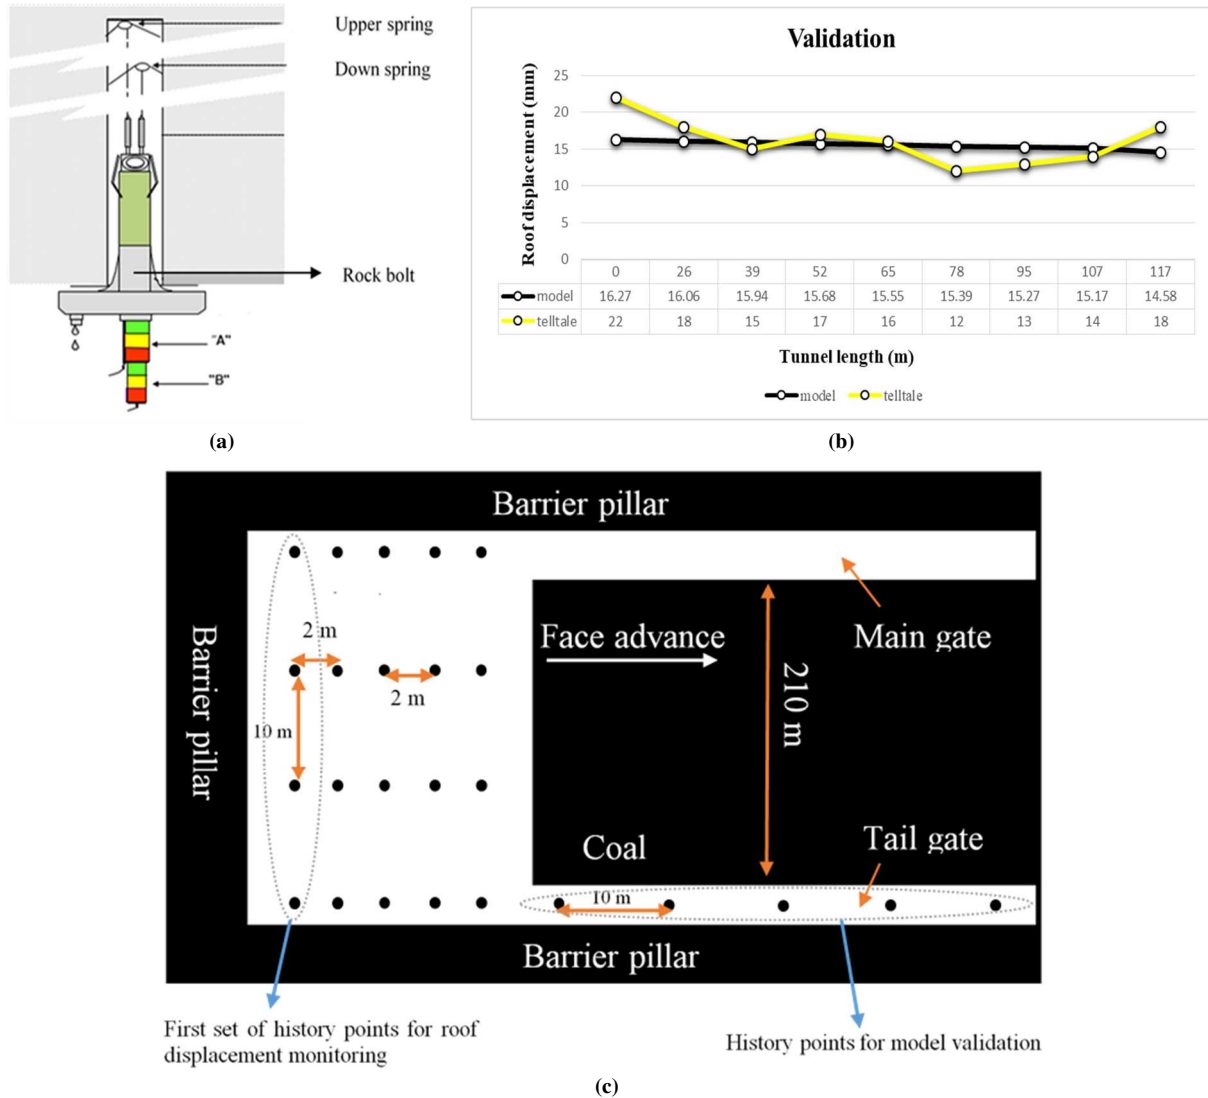 Upper spring
Down spring
Rock bolt
"A"
"B"
(a)
Validation
Roof displacement (mm)
25
20
15
10
5
0
0 26 39 52 65 78 95 107 117
model 16.27 16.06 15.94 15.68 15.55 15.39 15.27 15.17 14.58
telltale 22 18 15 17 16 12 13 14 18
Tunnel length (m)
model telltale
(b)
Barrier pillar
Barrier pillar
2 m
2 m
10 m
Face advance
210 m
Main gate
Coal
Tail gate
10 m
Barrier pillar
First set of history points for roof
displacement monitoring
History points for model validation
(c)